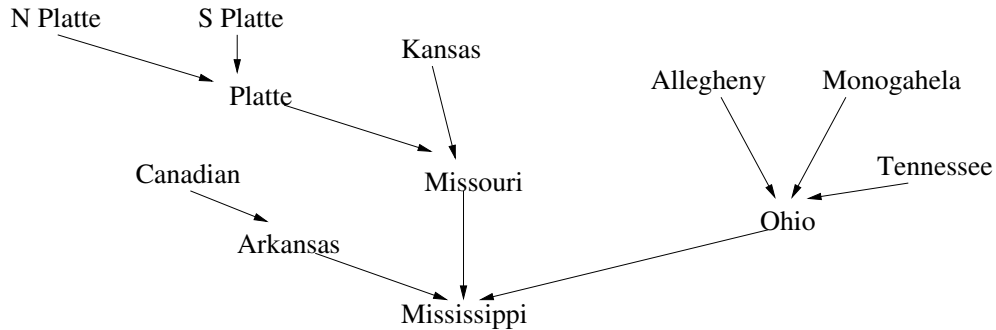 N Platte
S Platte
Kansas
Allegheny
Monogahela
Platte
Tennessee
Canadian
Missouri
Ohio
Arkansas
Mississippi